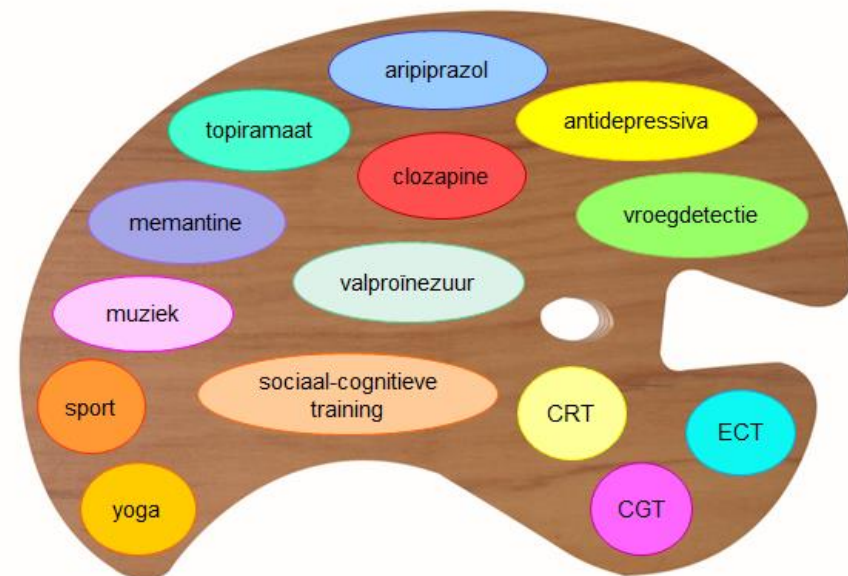 aripiprazol
topiramaat
antidepressiva
clozapine
memantine
vroegdetectie
valproïnezuur
muziek
sociaal-cognitieve
training
sport
CRT
ECT
yoga
CGT